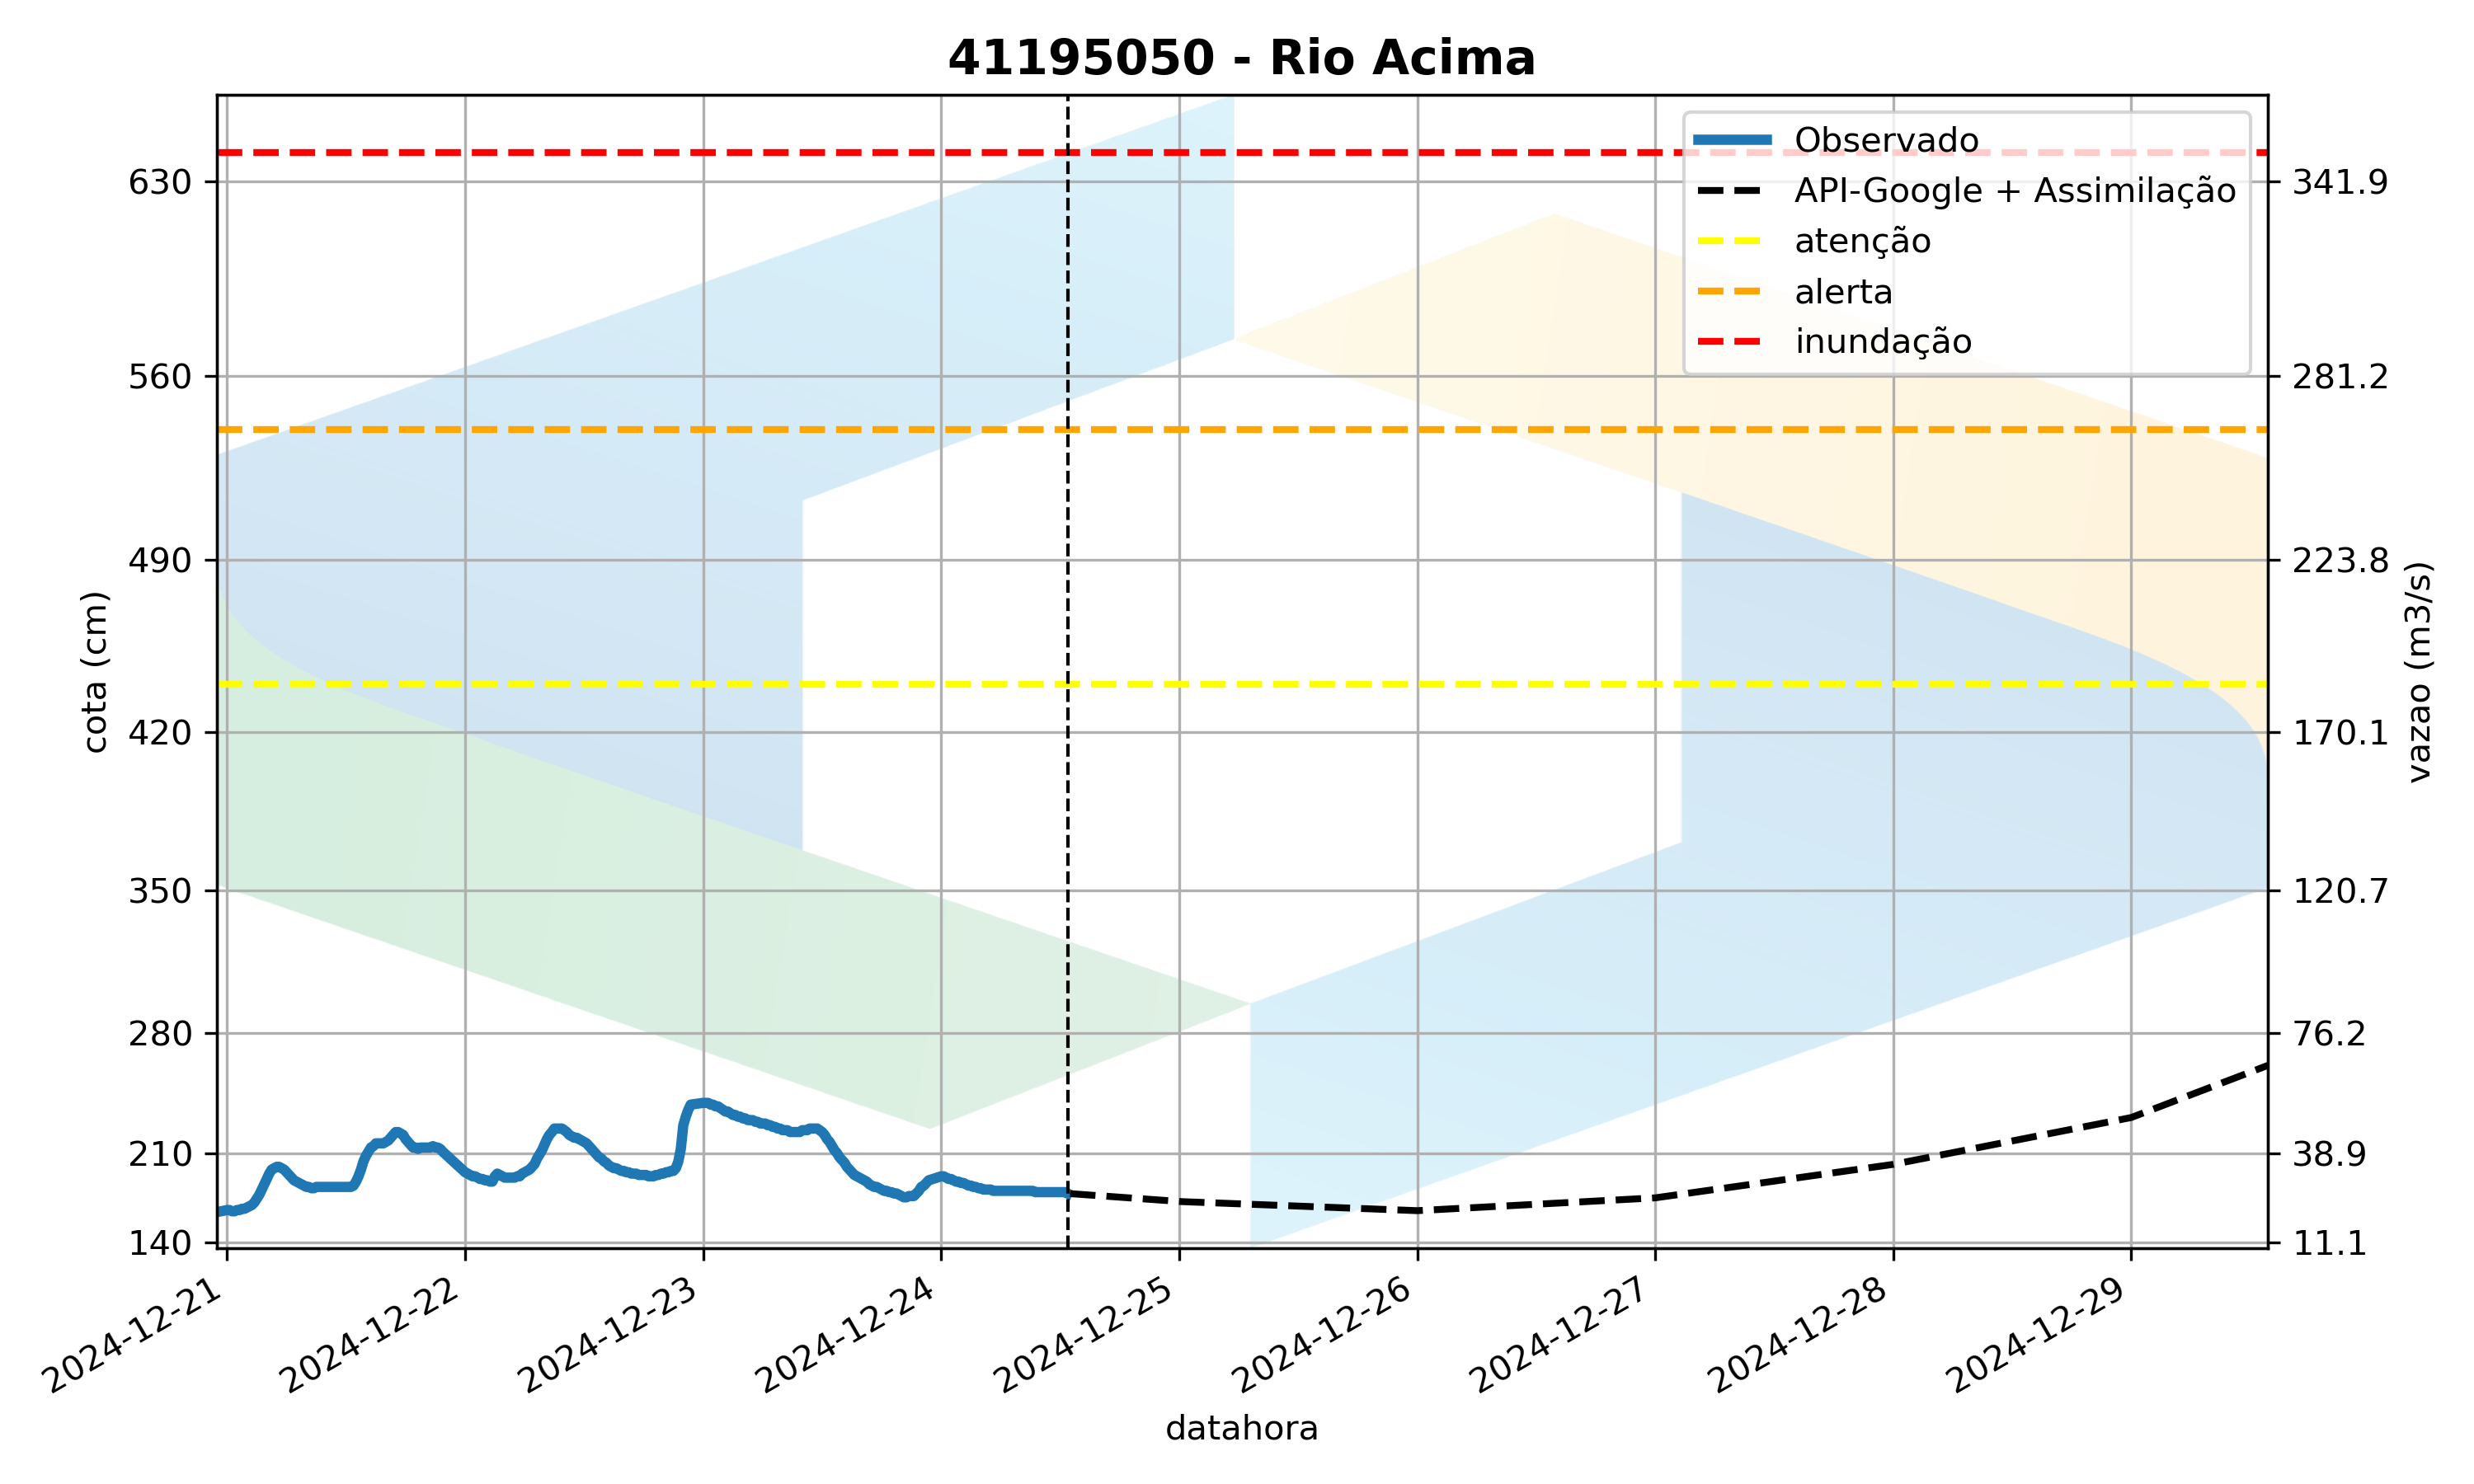 41195050 - Rio Acima
Observado
API-Google + Assimilação
atenção
alerta
inundação
cota (cm)
630
560
490
420
350
280
210
140
341.9
281.2
223.8
170.1
120.7
76.2
38.9
11.1
vazao (m3/s)
2024-12-21
2024-12-22
2024-12-23
2024-12-24
2024-12-25
2024-12-26
2024-12-27
2024-12-28
2024-12-29
datahora